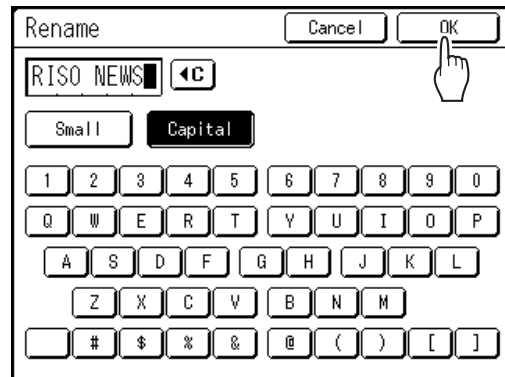 Rename Cancel OK
RISO NEWS ◀C
Small Capital
1 2 3 4 5 6 7 8 9 0
Q W E R T Y U I O P
A S D F G H J K L
Z X C V B N M
# $ % & @ ( ) [ ]